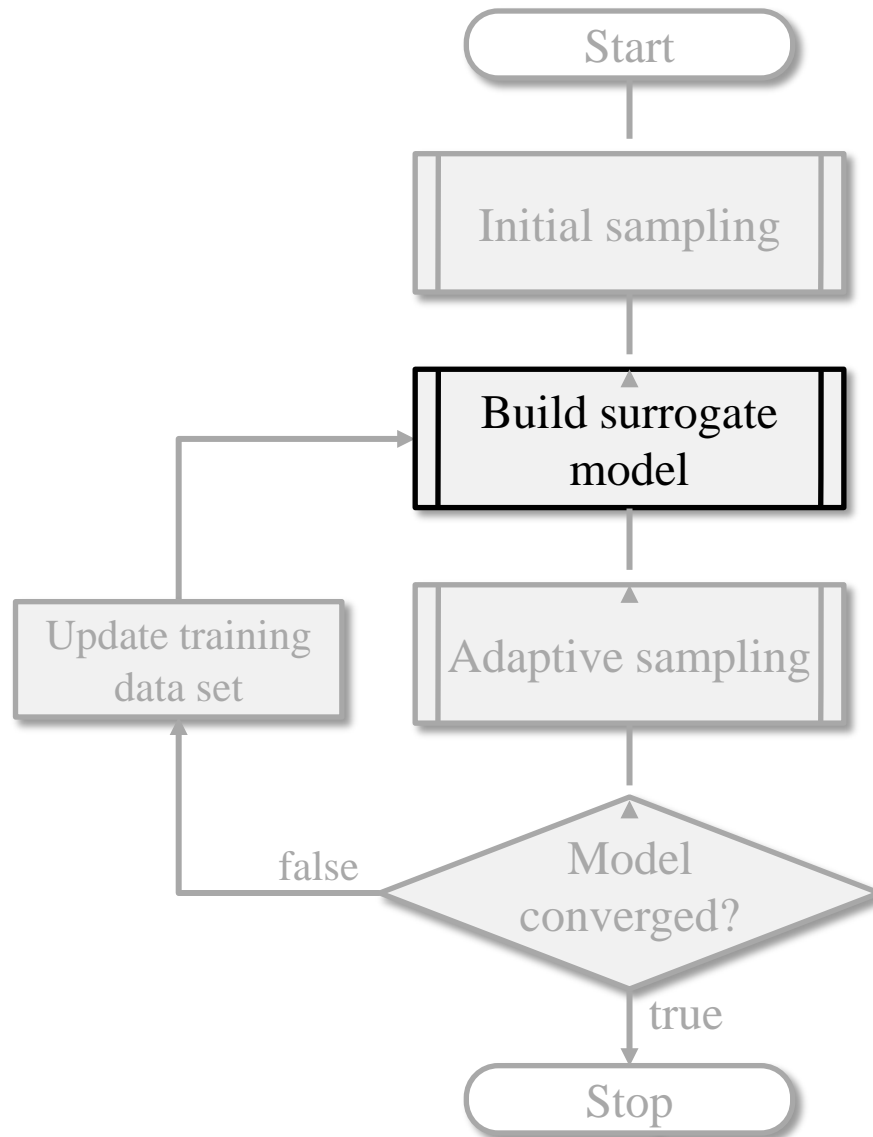 Start
Initial sampling
Build surrogate
model
Update training
data set
Adaptive sampling
false
Model
converged?
true
Stop